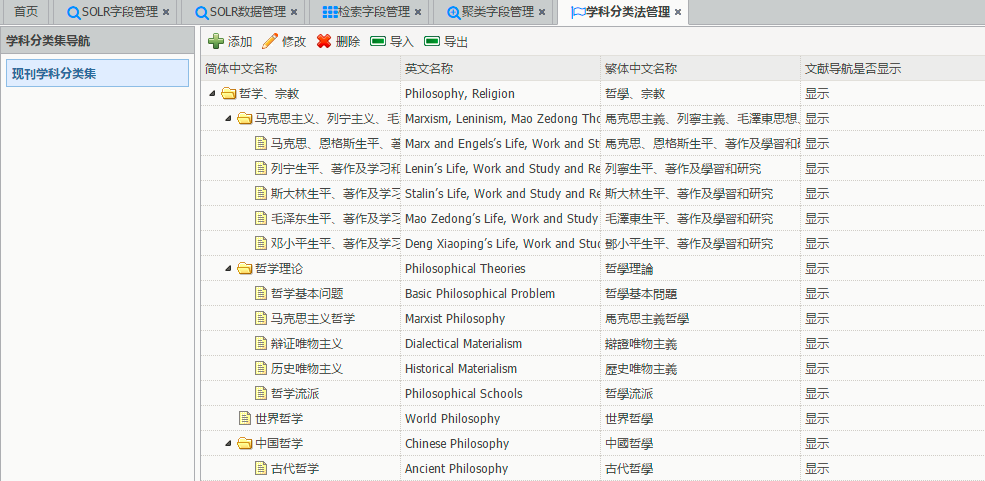 首页 SOLR字段管理 SOLR数据管理 检索字段管理 聚类字段管理 学科分类法管理
学科分类集导航
现刊学科分类集
添加 修改 删除 导入 导出
简体中文名称 英文名称 繁体中文名称 文献导航是否显示
哲学、宗教 Philosophy, Religion 哲學、宗教 显示
马克思主义、列宁主义、毛 Marxism, Leninism, Mao Zedong Tho 馬克思主義、列寧主義、毛澤東思想、 显示
马克思、恩格斯生平、著 Marx and Engels's Life, Work and St 馬克思、恩格斯生平、著作及學習和 显示
列宁生平、著作及学习和 Lenin's Life, Work and Study and Re 列寧生平、著作及學習和研究 显示
斯大林生平、著作及学习 Stalin's Life, Work and Study and Re 斯大林生平、著作及學習和研究 显示
毛泽东生平、著作及学习 Mao Zedong's Life, Work and Study 毛澤東生平、著作及學習和研究 显示
邓小平生平、著作及学习 Deng Xiaoping's Life, Work and Stud 鄧小平生平、著作及學習和研究 显示
哲学理论 Philosophical Theories 哲學理論 显示
哲学基本问题 Basic Philosophical Problem 哲學基本問題 显示
马克思主义哲学 Marxist Philosophy 馬克思主義哲學 显示
辩证唯物主义 Dialectical Materialism 辯證唯物主義 显示
历史唯物主义 Historical Materialism 歷史唯物主義 显示
哲学流派 Philosophical Schools 哲學流派 显示
世界哲学 World Philosophy 世界哲學 显示
中国哲学 Chinese Philosophy 中國哲學 显示
古代哲学 Ancient Philosophy 古代哲學 显示